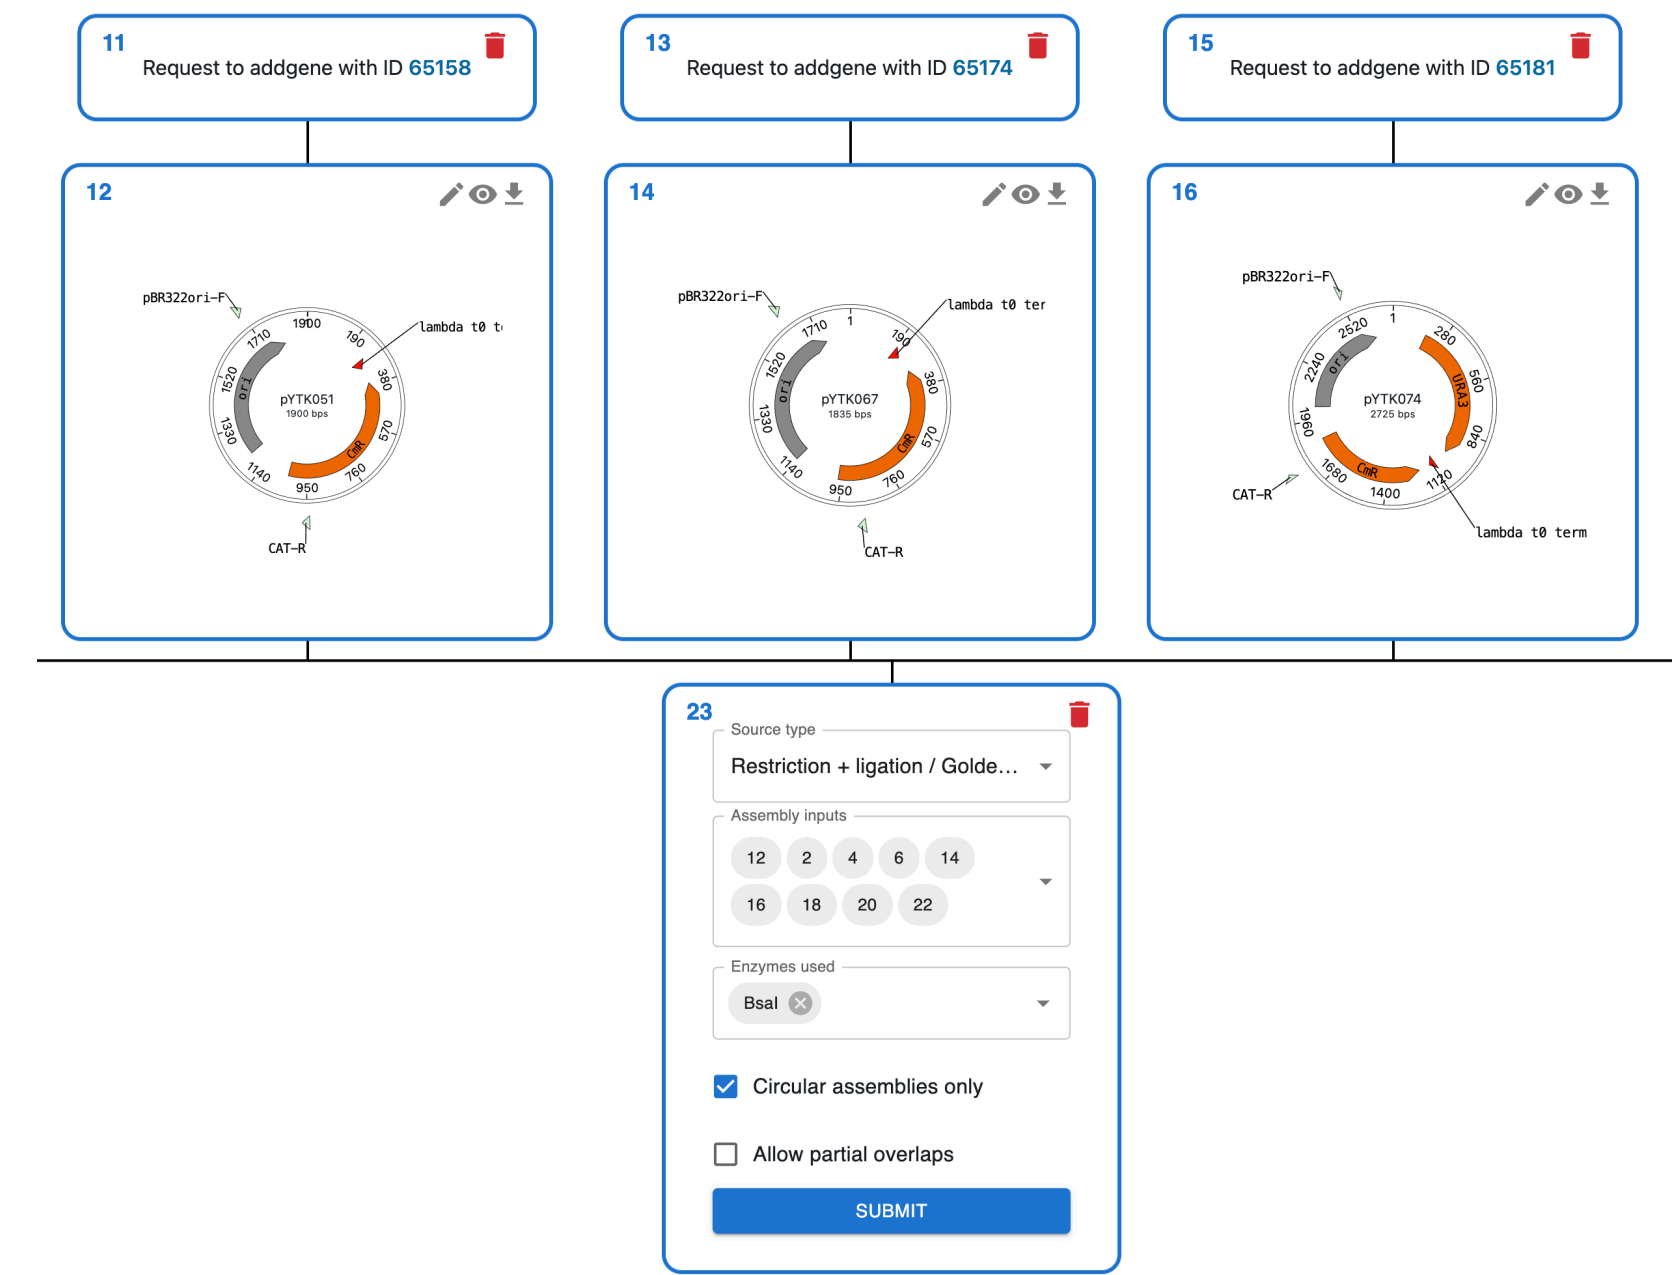 11
Request to addgene with ID 65158
13
Request to addgene with ID 65174
15
Request to addgene with ID 65181
12
pBR322ori-F
lambda t0 t
1900
190
380
570
760
950
1140
1330
1520
1710
ori
CmR
pYTK051
1900 bps
CAT-R
14
pBR322ori-F
lambda t0 ter
1
190
380
570
760
950
1140
1330
1520
1710
ori
CmR
pYTK067
1835 bps
CAT-R
16
pBR322ori-F
1
280
560
840
1120
1400
1680
1960
2240
2520
ori
URA3
CmR
pYTK074
2725 bps
CAT-R
lambda t0 term
23
Source type
Restriction + ligation / Golde...
Assembly inputs
12 2 4 6 14
16 18 20 22
Enzymes used
BsaI
Circular assemblies only
Allow partial overlaps
SUBMIT